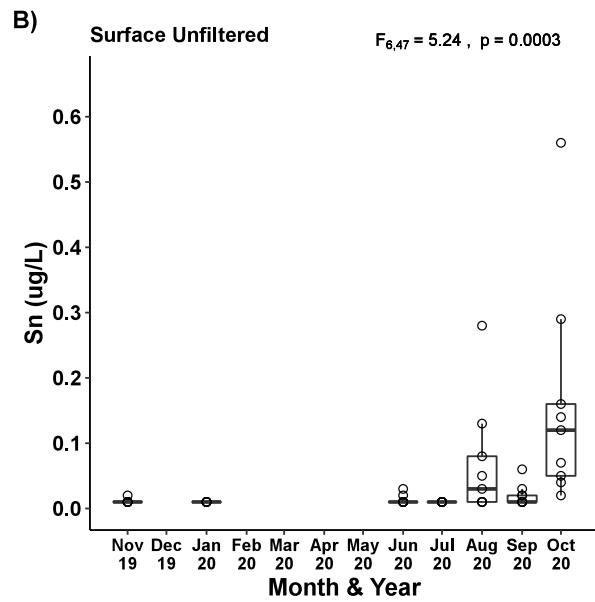 B)
Surface Unfiltered
F6,47 = 5.24 , p = 0.0003
Sn (ug/L)
0.6
0.5
0.4
0.3
0.2
0.1
0.0
Nov Dec Jan Feb Mar Apr May Jun Jul Aug Sep Oct
19 19 20 20 20 20 20 20 20 20 20 20
Month & Year